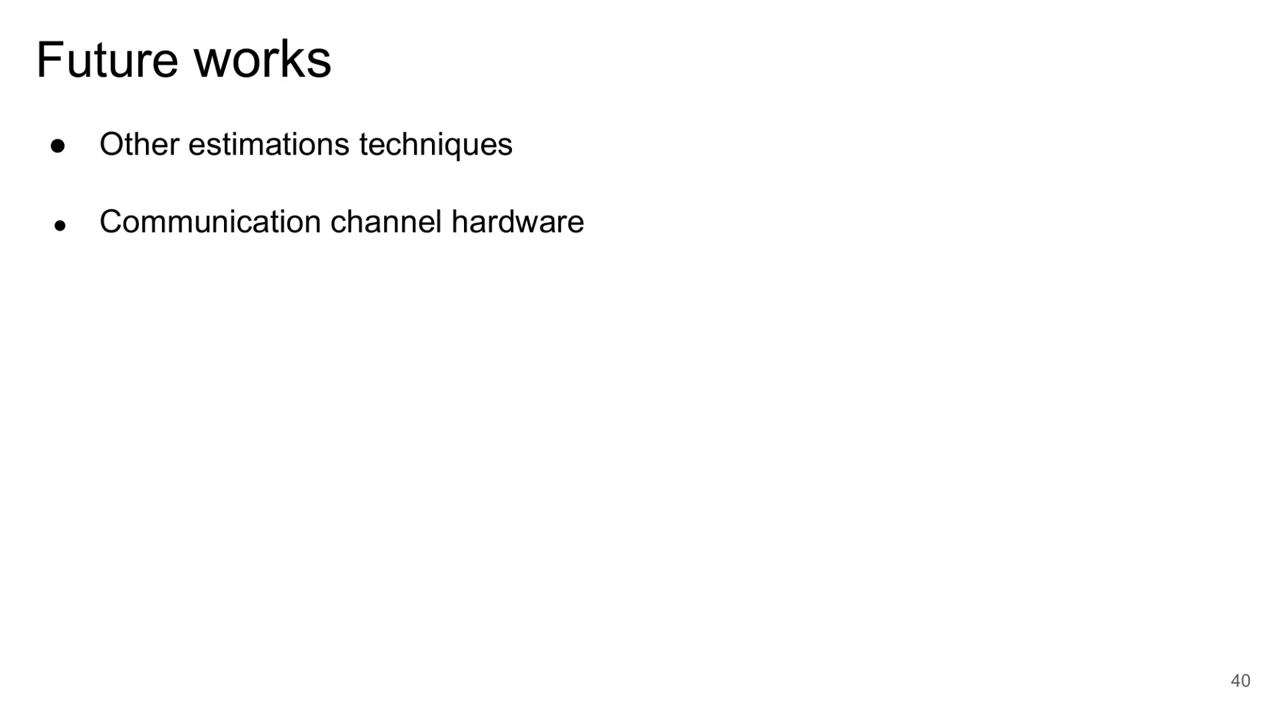 Future works
● Other estimations techniques
● Communication channel hardware
40